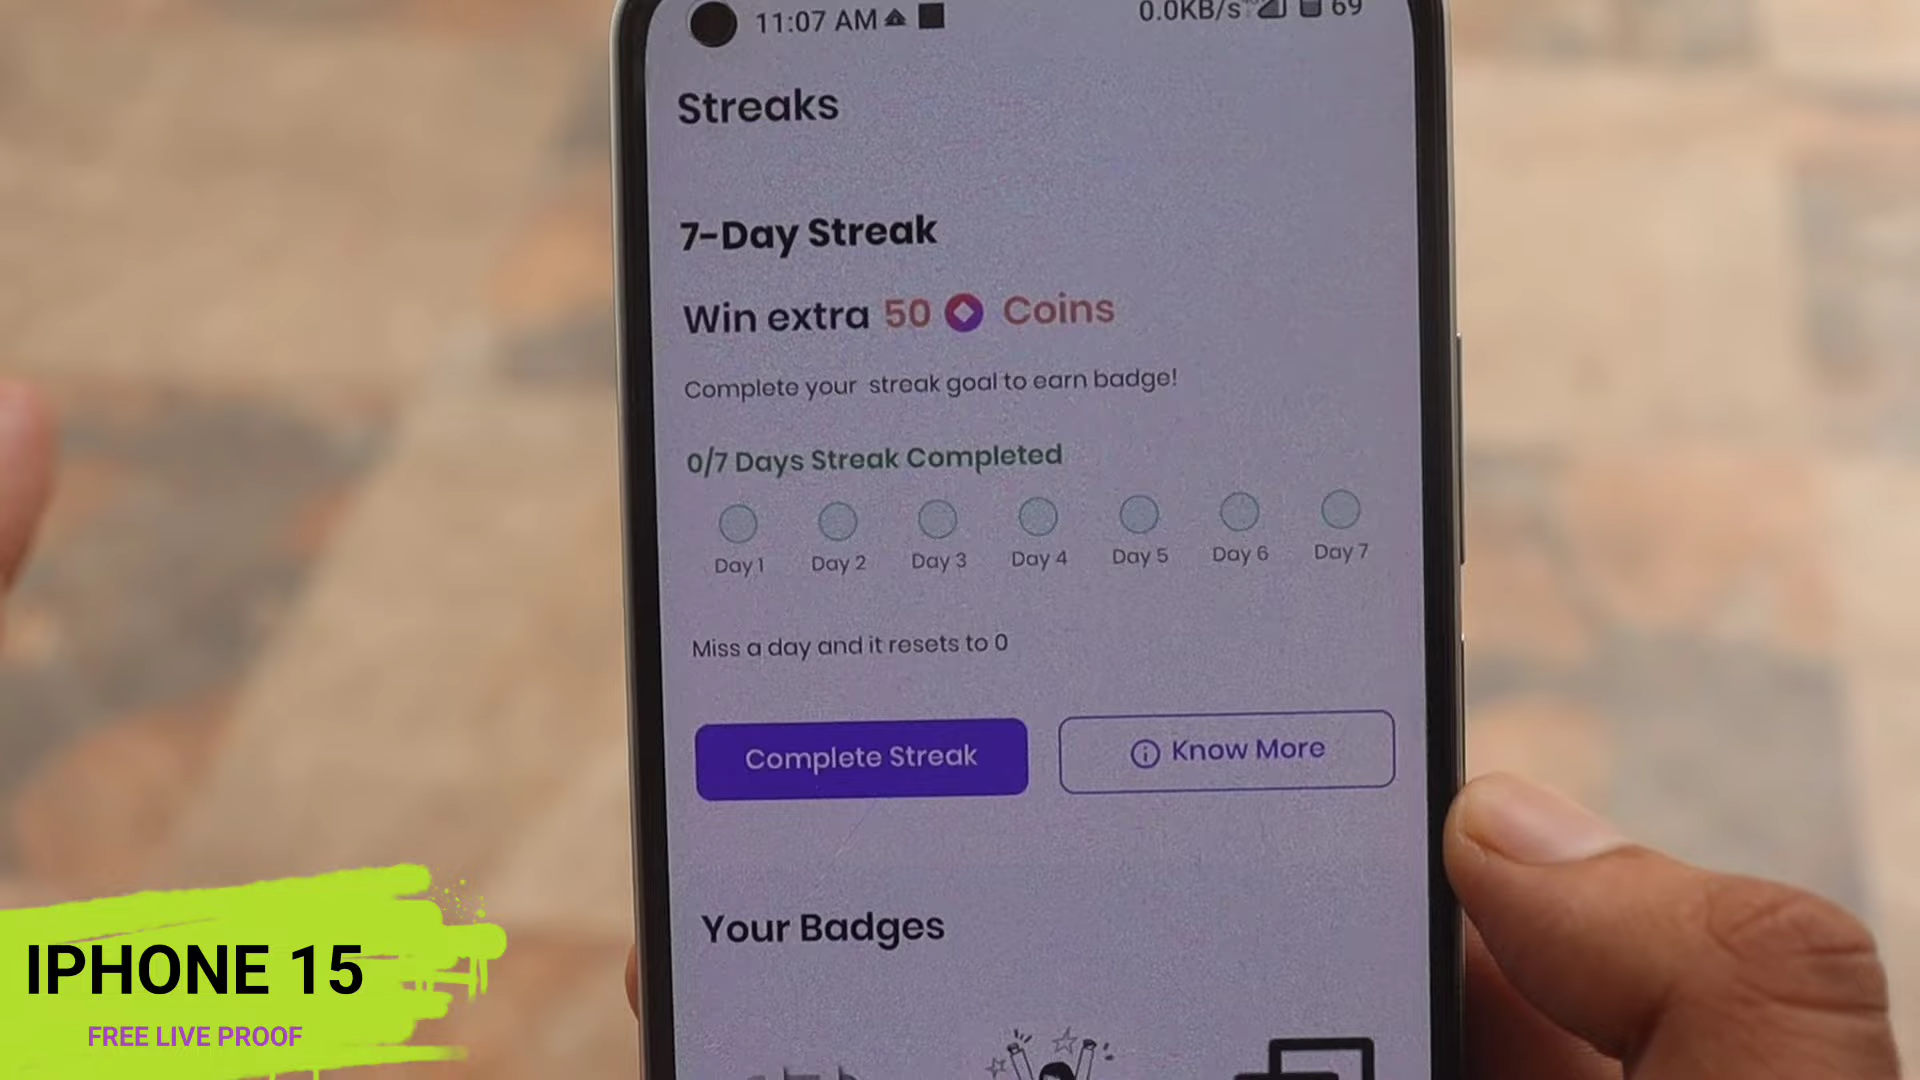 11:07 AM
0.0KB/s 69
Streaks
7-Day Streak
Win extra 50 Coins
Complete your streak goal to earn badge!
0/7 Days Streak Completed
Day 1 Day 2 Day 3 Day 4 Day 5 Day 6 Day 7
Miss a day and it resets to 0
Complete Streak
Know More
Your Badges
IPHONE 15
FREE LIVE PROOF